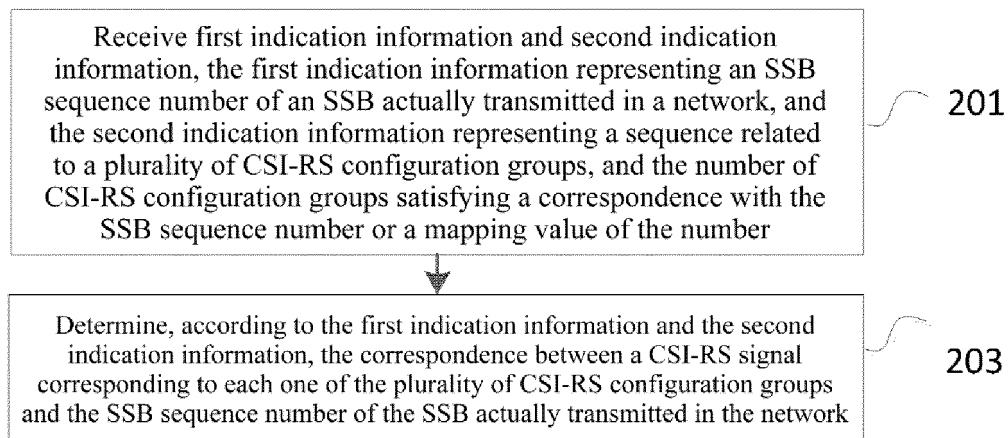 Receive first indication information and second indication
information, the first indication information representing an SSB
sequence number of an SSB actually transmitted in a network, and
the second indication information representing a sequence related
to a plurality of CSI-RS configuration groups, and the number of
CSI-RS configuration groups satisfying a correspondence with the
SSB sequence number or a mapping value of the number
201
Determine, according to the first indication information and the second
indication information, the correspondence between a CSI-RS signal
corresponding to each one of the plurality of CSI-RS configuration groups
and the SSB sequence number of the SSB actually transmitted in the network
203